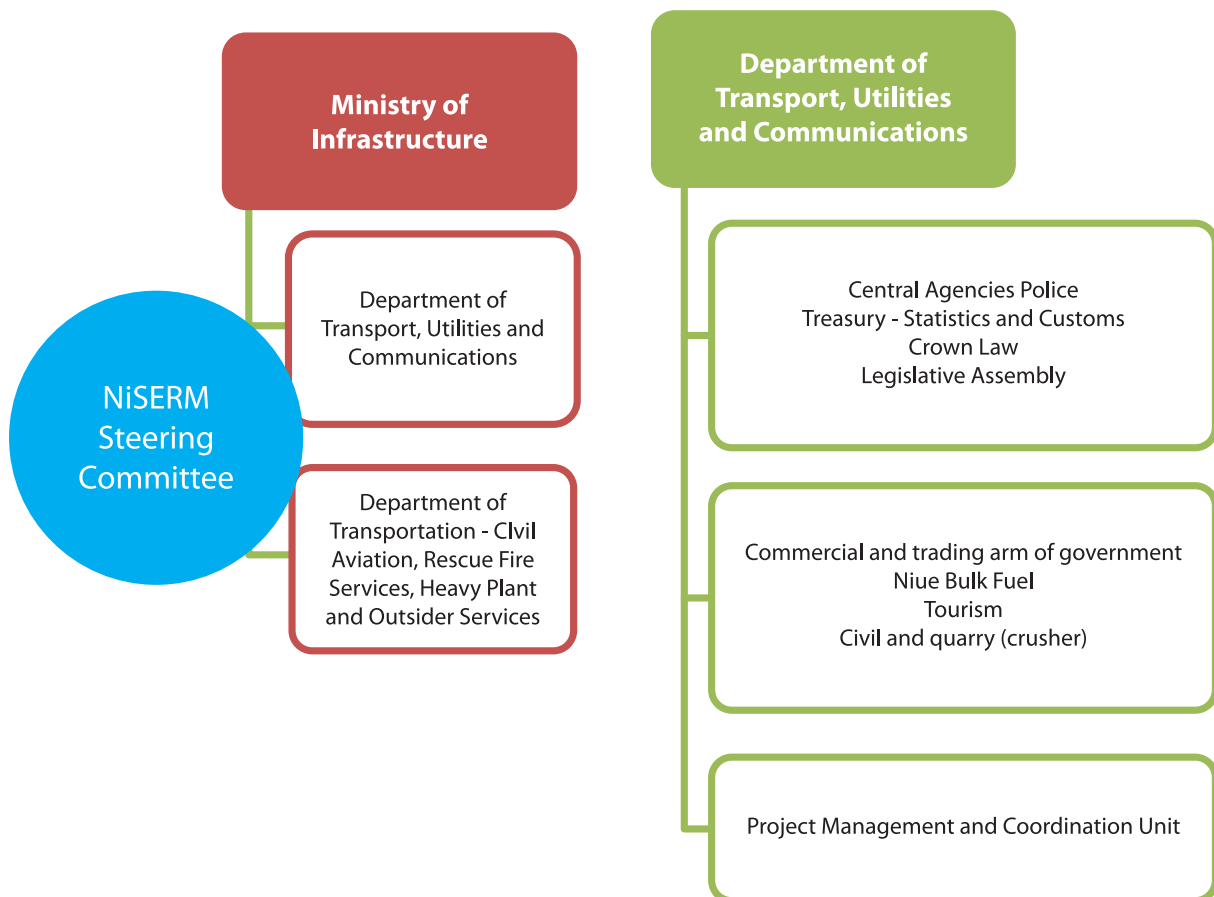 Ministry of
Infrastructure
Department of
Transport, Utilities and
Communications
NiSERM
Steering
Committee
Department of
Transportation - CIvil
Aviation, Rescue Fire
Services, Heavy Plant
and Outsider Services
Department of
Transport, Utilities
and Communications
Central Agencies Police
Treasury - Statistics and Customs
Crown Law
Legislative Assembly
Commercial and trading arm of government
Niue Bulk Fuel
Tourism
Civil and quarry (crusher)
Project Management and Coordination Unit